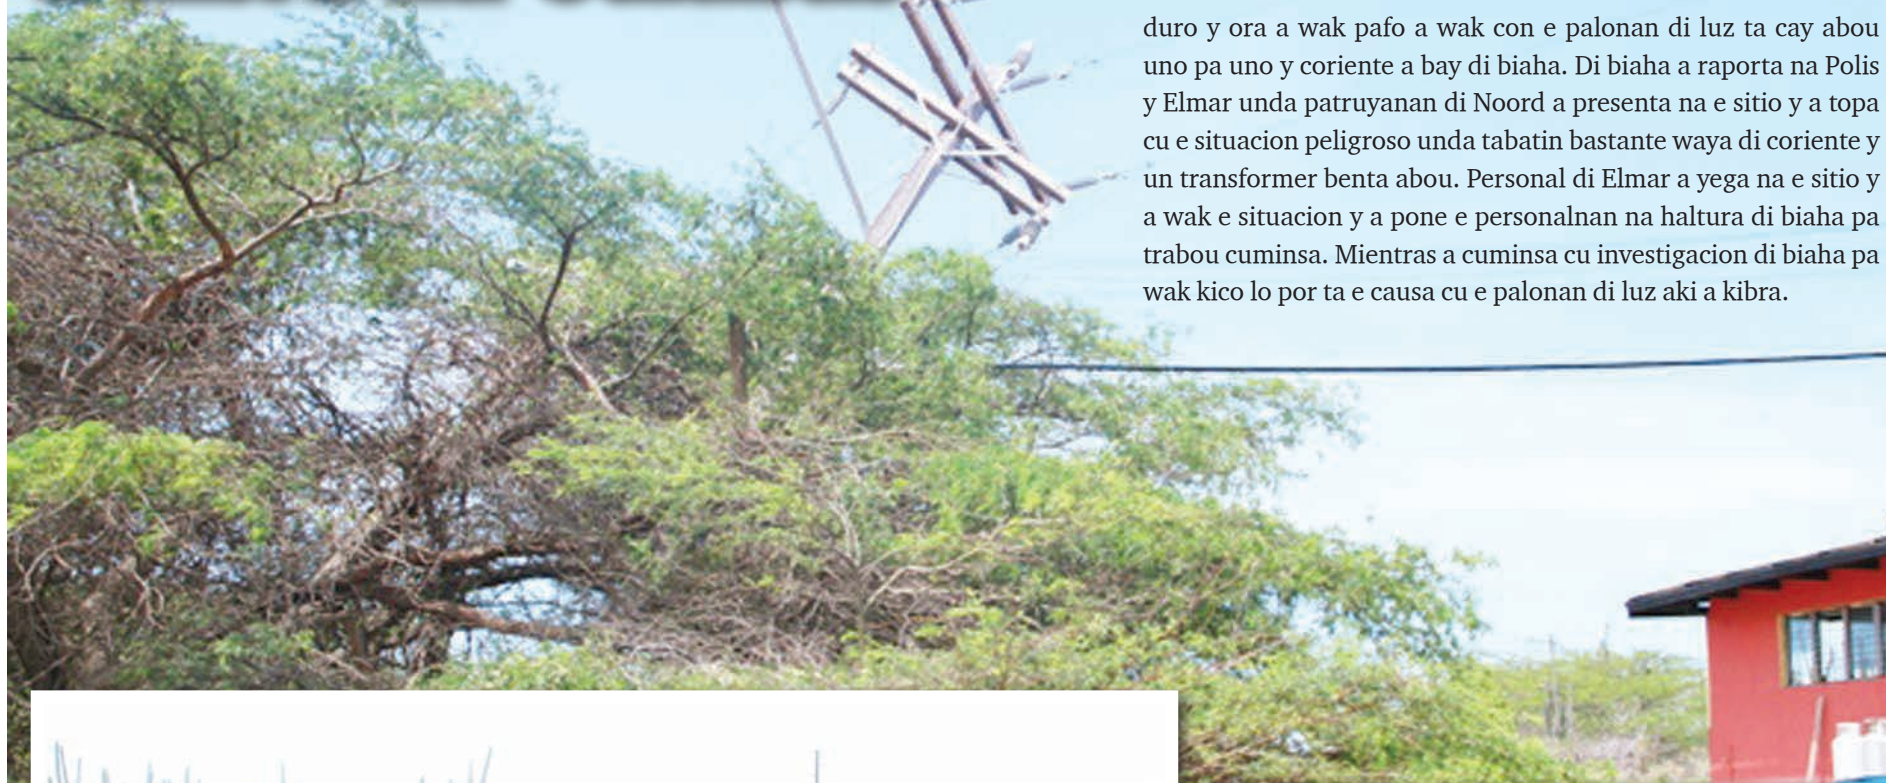 duro y ora a wak pafo a wak con e palonan di luz ta cay abou
uno pa uno y coriente a bay di biaha. Di biaha a raporta na Polis
y Elmar unda patruyanan di Noord a presenta na e sitio y a topa
cu e situacion peligroso unda tabatin bastante waya di coriente y
un transformer benta abou. Personal di Elmar a yega na e sitio y
a wak e situacion y a pone e personalnan na haltura di biaha pa
trabou cuminsa. Mientras a cuminsa cu investigacion di biaha pa
wak kico lo por ta e causa cu e palonan di luz aki a kibra.